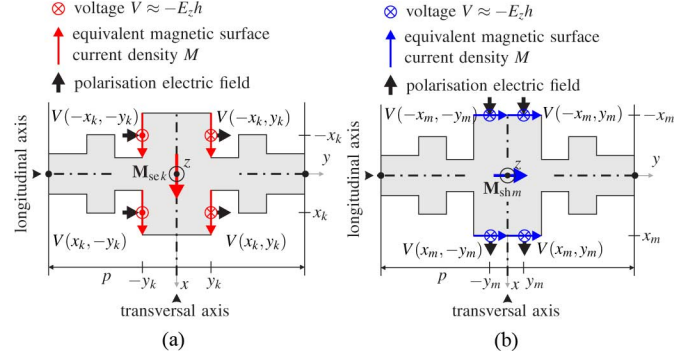 voltage V ≈ −E_z h
equivalent magnetic surface
current density M
polarisation electric field
longitudinal axis
V(−x_k, −y_k)
V(−x_k, y_k)
−x_k
y
z
M_se k
x_k
V(x_k, −y_k)
V(x_k, y_k)
p
−y_k
x
y_k
transversal axis
(a)
voltage V ≈ −E_z h
equivalent magnetic surface
current density M
polarisation electric field
longitudinal axis
V(−x_m, −y_m)
V(−x_m, y_m)
−x_m
y
z
M_sh m
x_m
V(x_m, −y_m)
V(x_m, y_m)
p
−y_m
x
y_m
transversal axis
(b)